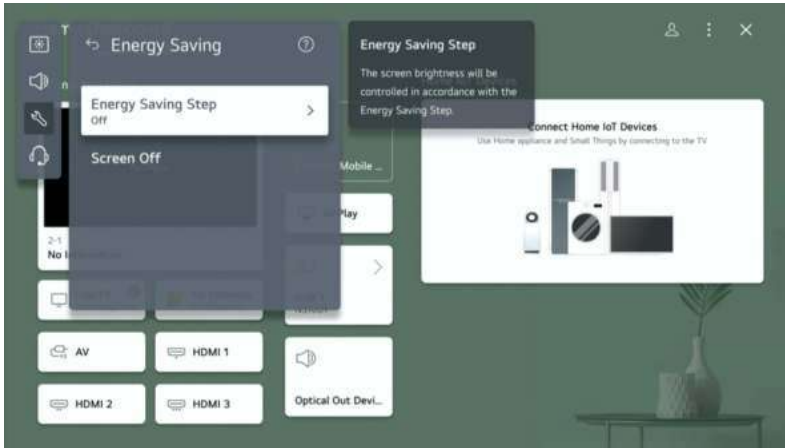 Energy Saving
Energy Saving Step
Off
Screen Off
Energy Saving Step
The screen brightness will be
controlled in accordance with the
Energy Saving Step.
Connect Home IoT Devices
Use Home appliance and Small Things by connecting to the TV
Mobile ...
Play
2-1
No
AV
HDMI 1
HDMI 2
HDMI 3
Optical Out Devi...